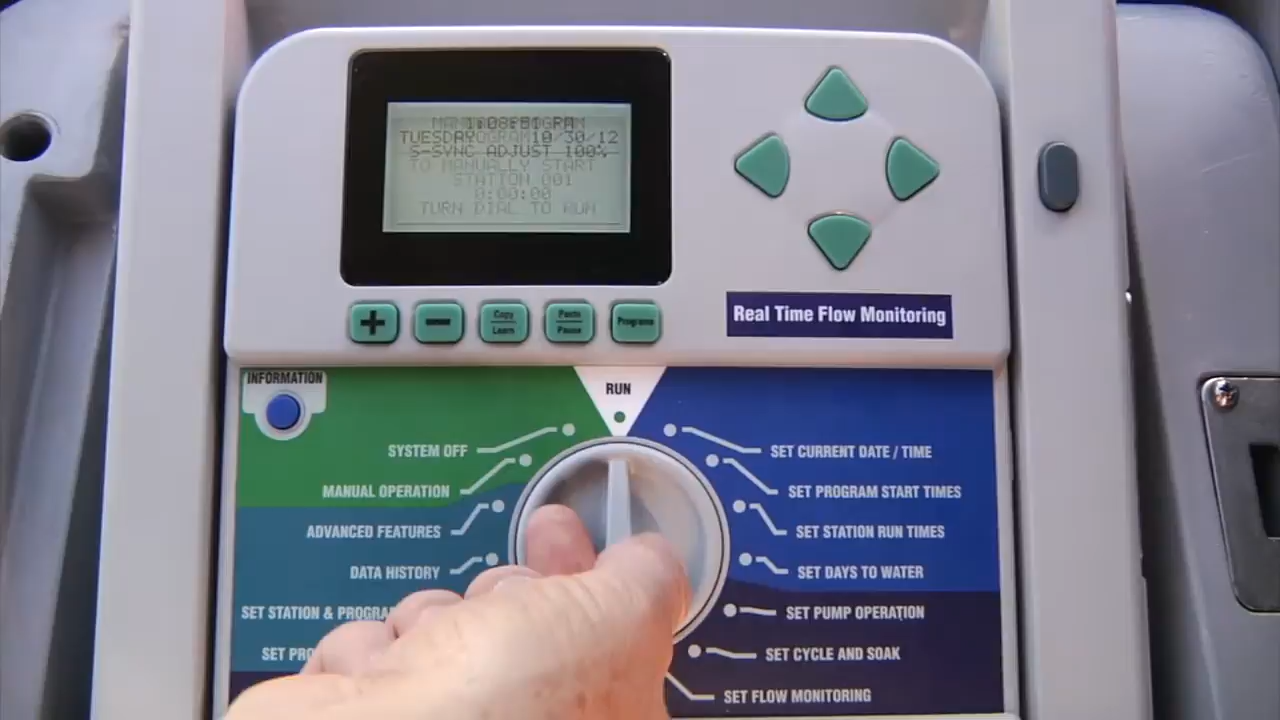 TUESDAY 10/30/12
S-SYNC ADJUST 100%
TO MANUALLY START
STATION 001
0:00:00
TURN DIAL TO RUN
Copy
Learn
Paste
Pause
Programs
Real Time Flow Monitoring
INFORMATION
RUN
SYSTEM OFF
MANUAL OPERATION
ADVANCED FEATURES
DATA HISTORY
SET STATION & PROGRA
SET PRO
SET CURRENT DATE / TIME
SET PROGRAM START TIMES
SET STATION RUN TIMES
SET DAYS TO WATER
SET PUMP OPERATION
SET CYCLE AND SOAK
SET FLOW MONITORING